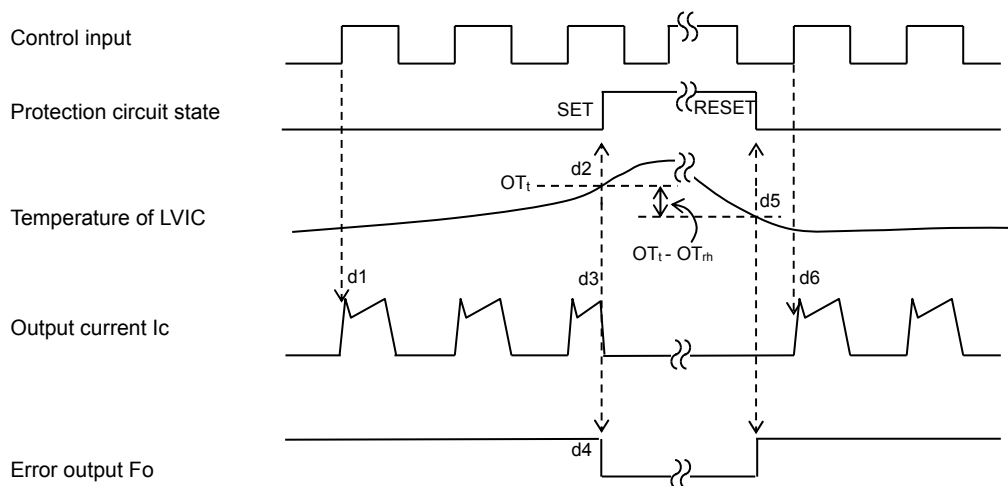 Control input
Protection circuit state
SET
RESET
d2
OTt
d5
Temperature of LVIC
OTt - OTrh
d1
d3
d6
Output current Ic
d4
Error output Fo